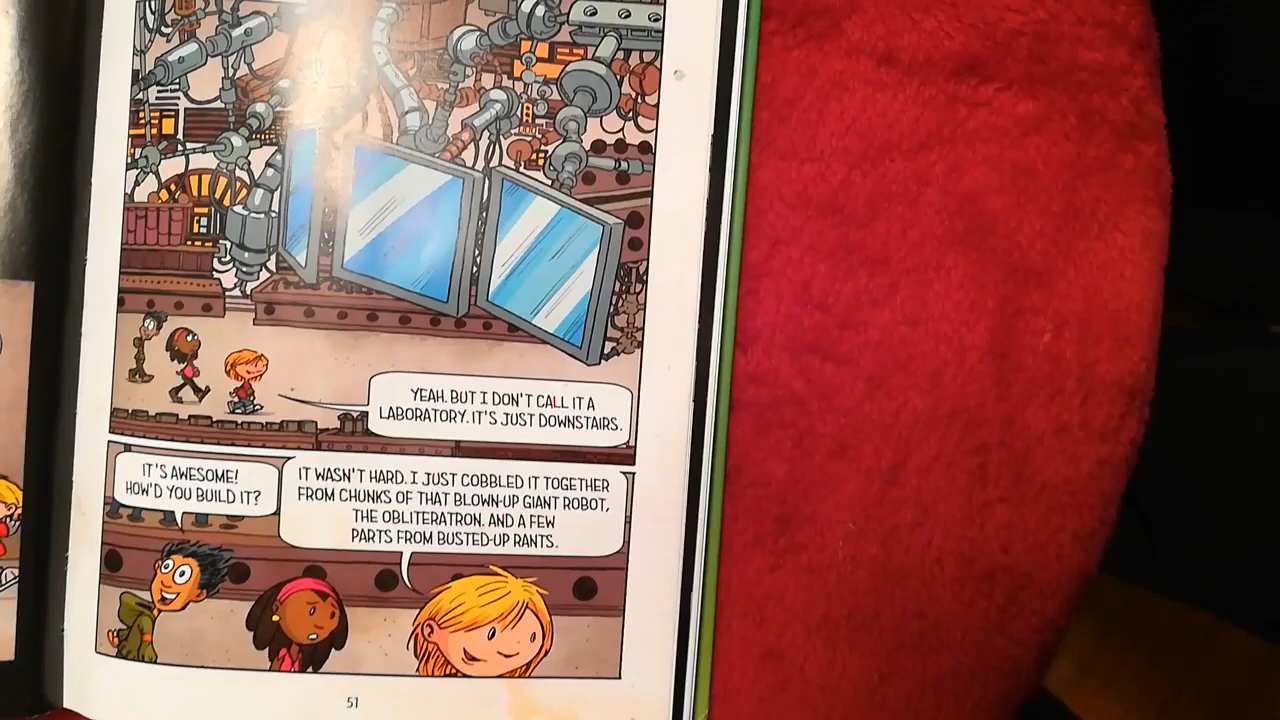 YEAH. BUT I DON'T CALL IT A
LABORATORY. IT'S JUST DOWNSTAIRS.
IT'S AWESOME!
HOW'D YOU BUILD IT?
IT WASN'T HARD. I JUST COBBLED IT TOGETHER
FROM CHUNKS OF THAT BLOWN-UP GIANT ROBOT,
THE OBLITERATRON. AND A FEW
PARTS FROM BUSTED-UP RANTS.
51